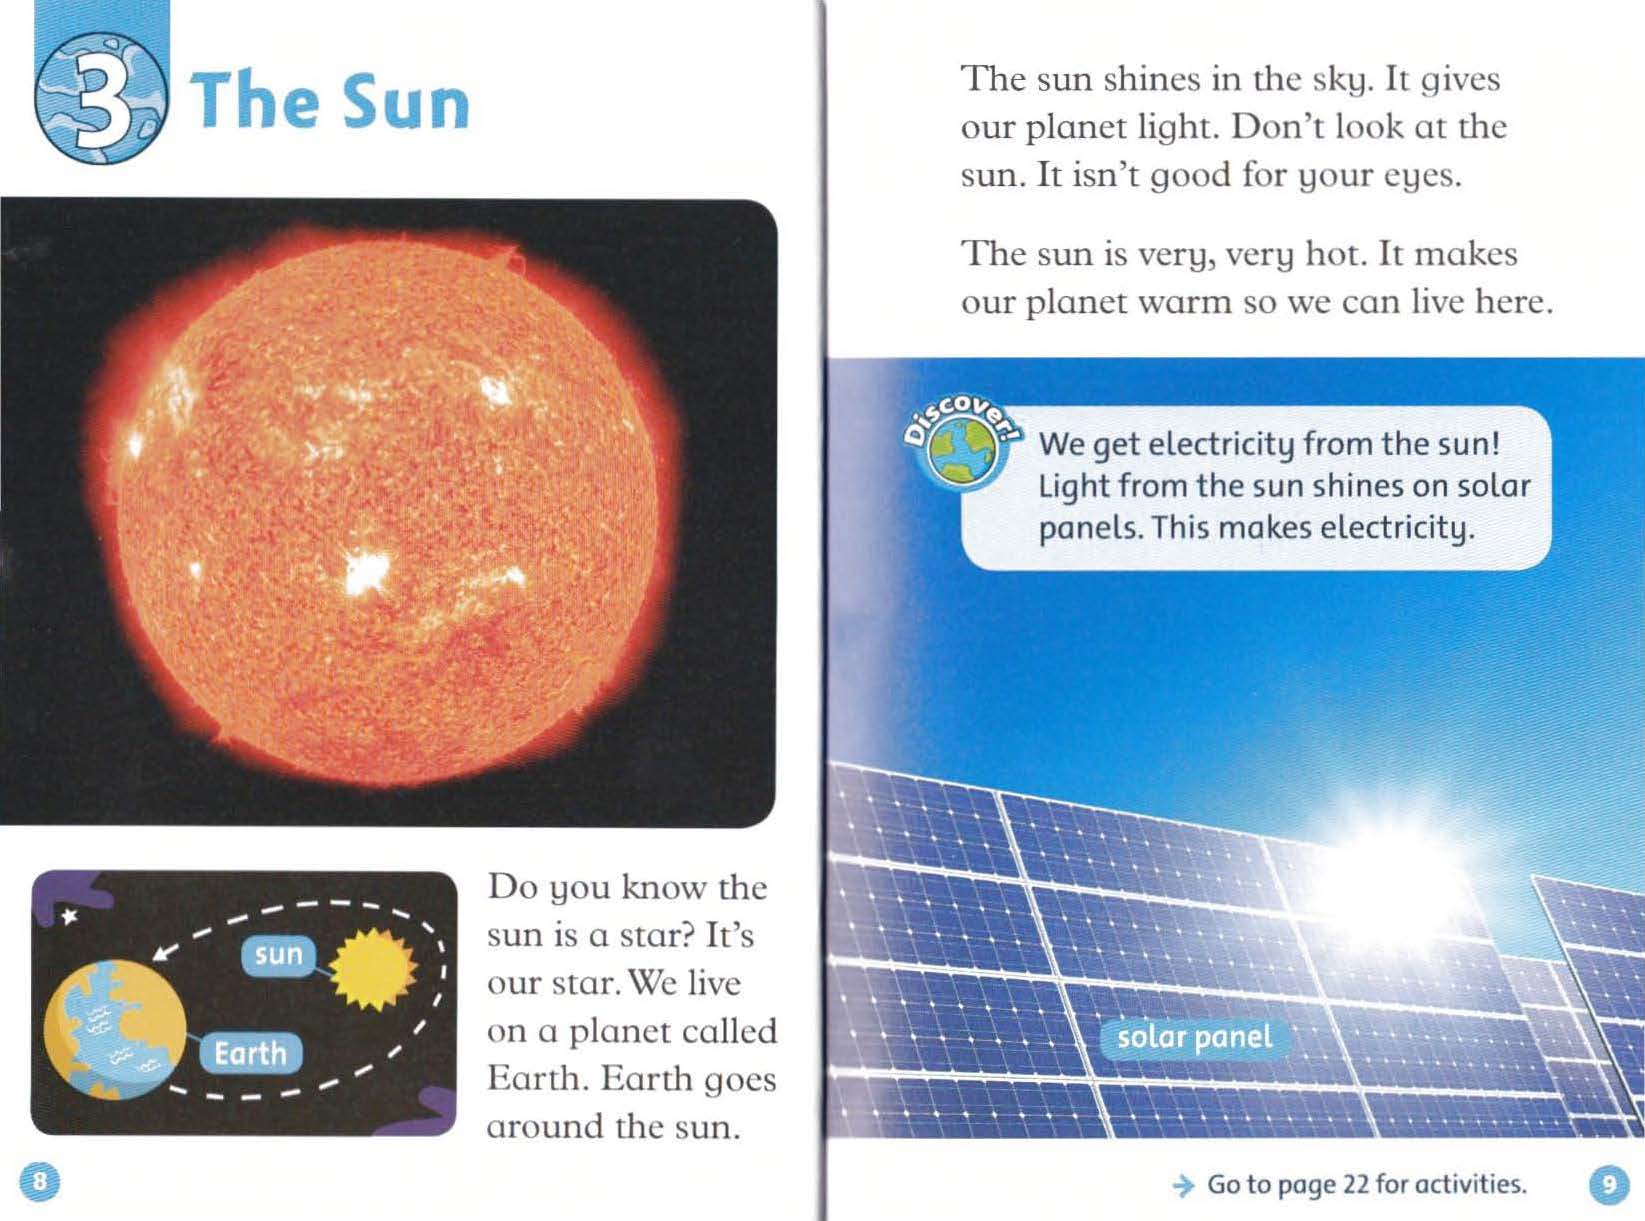 3
The Sun
sun
Earth
Do you know the
sun is a star? It's
our star. We live
on a planet called
Earth. Earth goes
around the sun.
8
The sun shines in the sky. It gives
our planet light. Don't look at the
sun. It isn't good for your eyes.
The sun is very, very hot. It makes
our planet warm so we can live here.
Discover!
We get electricity from the sun!
Light from the sun shines on solar
panels. This makes electricity.
solar panel
→ Go to page 22 for activities.
9